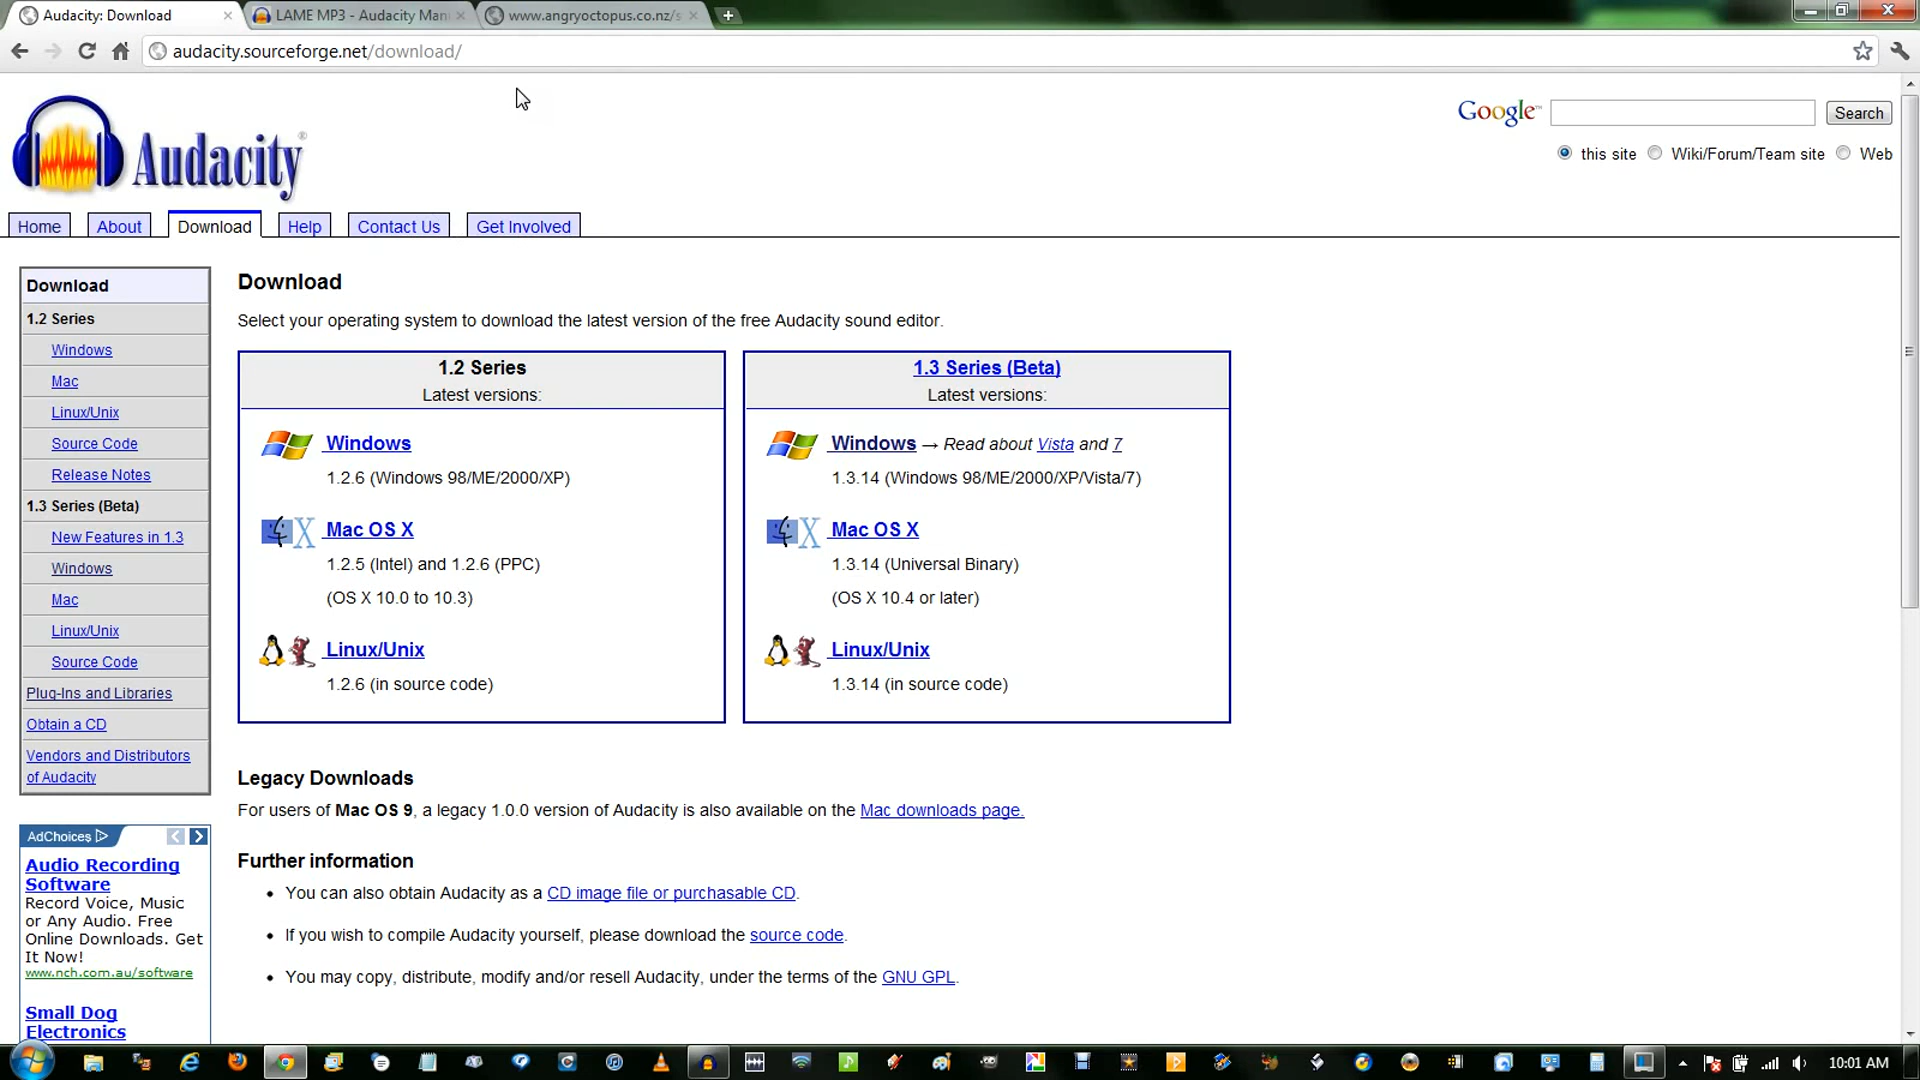 Audacity: Download
LAME MP3 - Audacity Man
www.angryoctopus.co.nz/s
audacity.sourceforge.net/download/
Audacity®
Google™
Search
this site
Wiki/Forum/Team site
Web
Home
About
Download
Help
Contact Us
Get Involved
Download
1.2 Series
Windows
Mac
Linux/Unix
Source Code
Release Notes
1.3 Series (Beta)
New Features in 1.3
Windows
Mac
Linux/Unix
Source Code
Plug-Ins and Libraries
Obtain a CD
Vendors and Distributors
of Audacity
AdChoices
Audio Recording
Software
Record Voice, Music
or Any Audio. Free
Online Downloads. Get
It Now!
www.nch.com.au/software
Small Dog
Electronics
Download
Select your operating system to download the latest version of the free Audacity sound editor.
1.2 Series
Latest versions:
Windows
1.2.6 (Windows 98/ME/2000/XP)
Mac OS X
1.2.5 (Intel) and 1.2.6 (PPC)
(OS X 10.0 to 10.3)
Linux/Unix
1.2.6 (in source code)
1.3 Series (Beta)
Latest versions:
Windows → Read about Vista and 7
1.3.14 (Windows 98/ME/2000/XP/Vista/7)
Mac OS X
1.3.14 (Universal Binary)
(OS X 10.4 or later)
Linux/Unix
1.3.14 (in source code)
Legacy Downloads
For users of Mac OS 9, a legacy 1.0.0 version of Audacity is also available on the Mac downloads page.
Further information
• You can also obtain Audacity as a CD image file or purchasable CD.
• If you wish to compile Audacity yourself, please download the source code.
• You may copy, distribute, modify and/or resell Audacity, under the terms of the GNU GPL.
10:01 AM